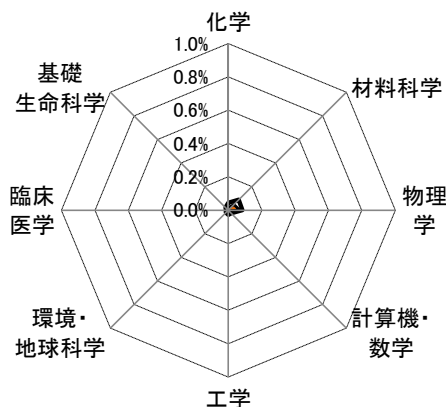 化学
1.0%
0.8%
0.6%
0.4%
0.2%
0.0%
材料科学
物理
学
計算機・
数学
工学
環境・
地球科学
臨床
医学
基礎
生命科学